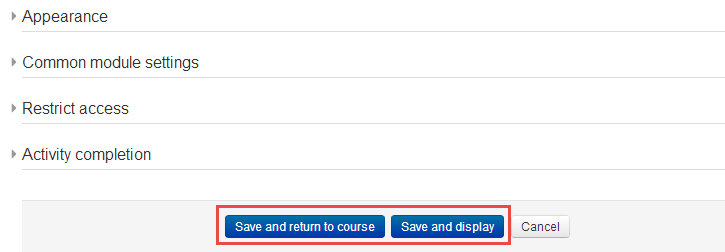 Appearance
Common module settings
Restrict access
Activity completion
Save and return to course Save and display Cancel